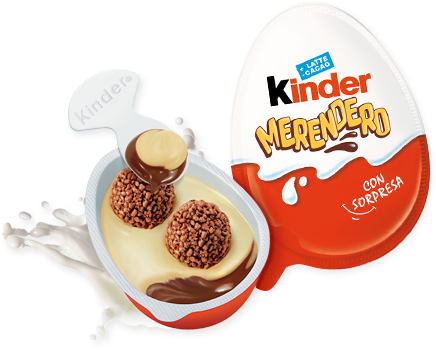 Kinder
+ LATTE
- CACAO
Kinder
MERENDERO
CON
SORPRESA